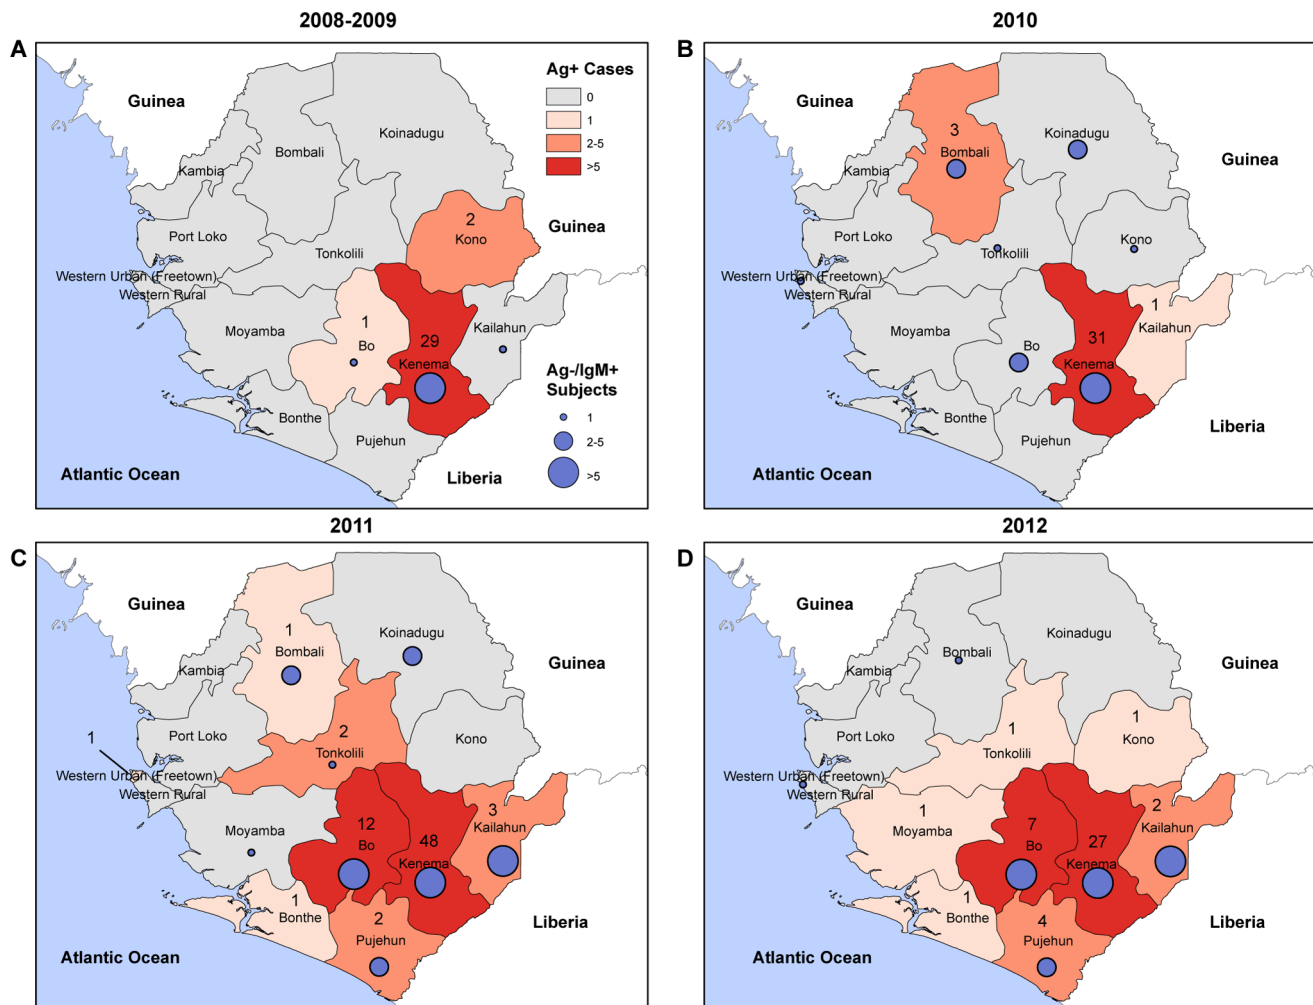 2008-2009
A
Guinea
Ag+ Cases
0
1
2-5
>5
Koinadugu
Bombali
Kambia
2
Kono
Guinea
Port Loko
Tonkolili
Western Urban (Freetown)
Western Rural
Moyamba
1
Bo
29
Kenema
Kailahun
Ag-/IgM+
Subjects
1
2-5
>5
Bonthe
Pujehun
Atlantic Ocean
Liberia
2010
B
Guinea
3
Bombali
Koinadugu
Guinea
Kambia
Port Loko
Tonkolili
Kono
Western Urban (Freetown)
Western Rural
Moyamba
Bo
31
Kenema
1
Kailahun
Bonthe
Pujehun
Liberia
Atlantic Ocean
2011
C
Guinea
1
Bombali
Koinadugu
Guinea
Kambia
Port Loko
2
Tonkolili
Kono
1
Western Urban (Freetown)
Western Rural
Moyamba
12
Bo
48
Kenema
3
Kailahun
1
Bonthe
2
Pujehun
Liberia
Atlantic Ocean
2012
D
Guinea
Bombali
Koinadugu
Guinea
Kambia
Port Loko
1
Tonkolili
1
Kono
Western Urban (Freetown)
Western Rural
1
Moyamba
7
Bo
27
Kenema
2
Kailahun
1
Bonthe
4
Pujehun
Liberia
Atlantic Ocean